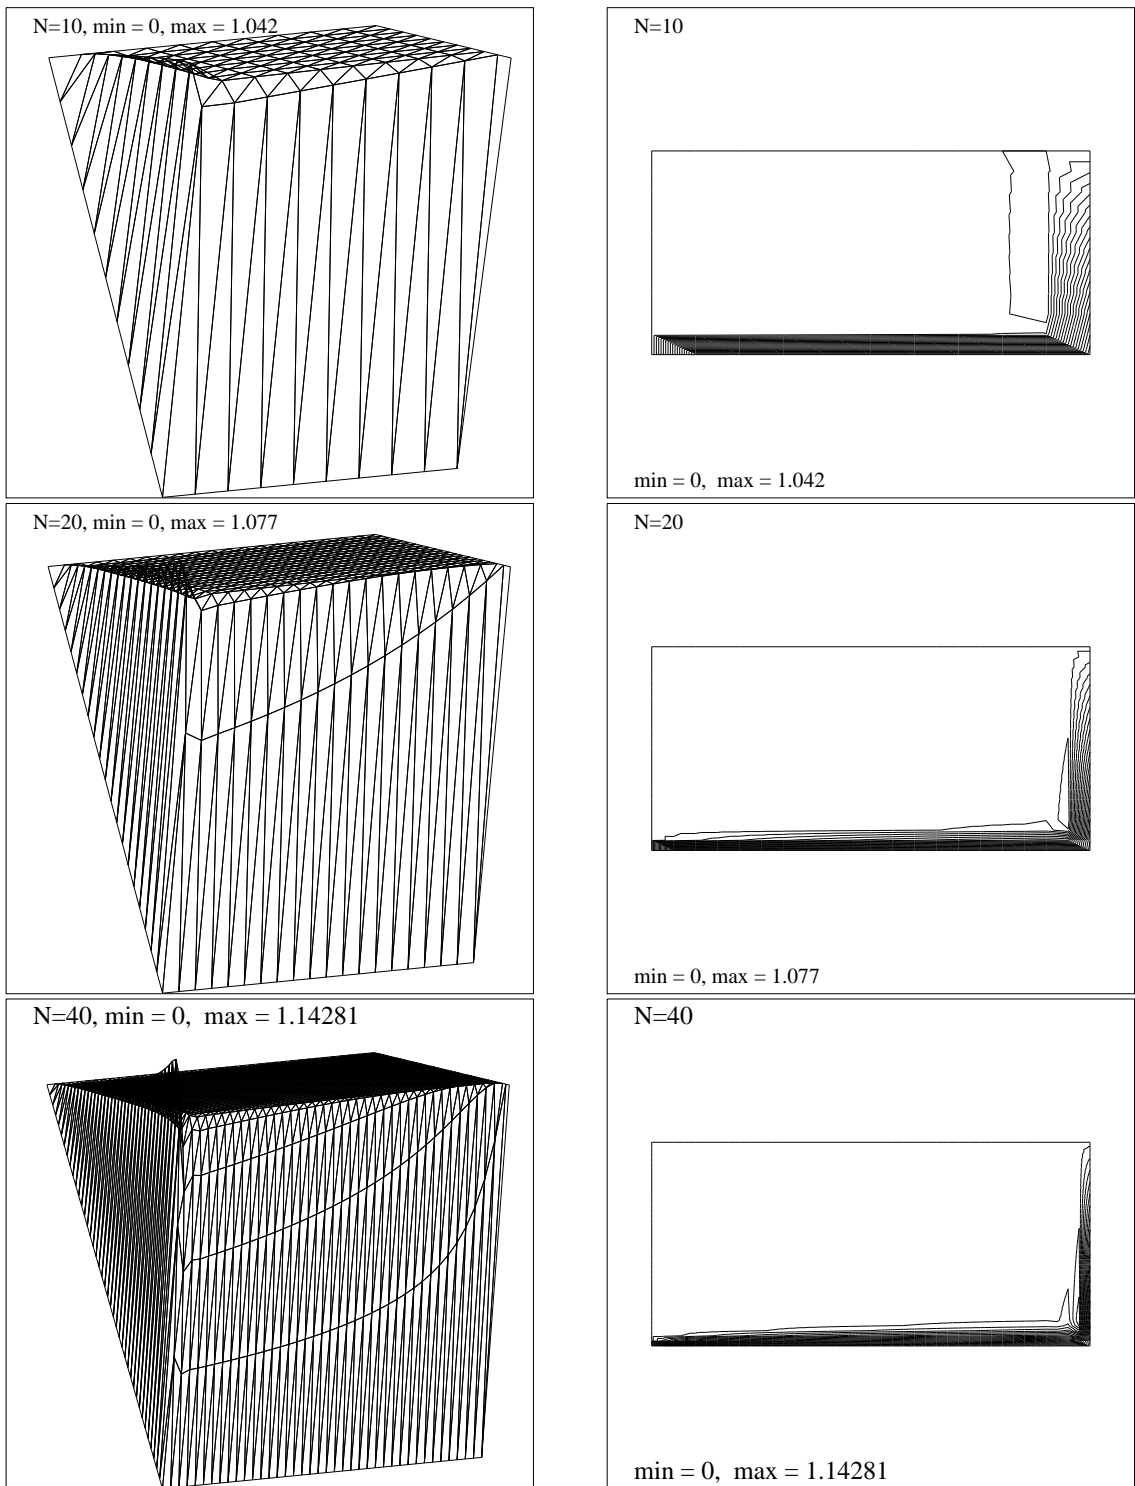 N=10, min = 0, max = 1.042
N=10
min = 0, max = 1.042
N=20, min = 0, max = 1.077
N=20
min = 0, max = 1.077
N=40, min = 0, max = 1.14281
N=40
min = 0, max = 1.14281